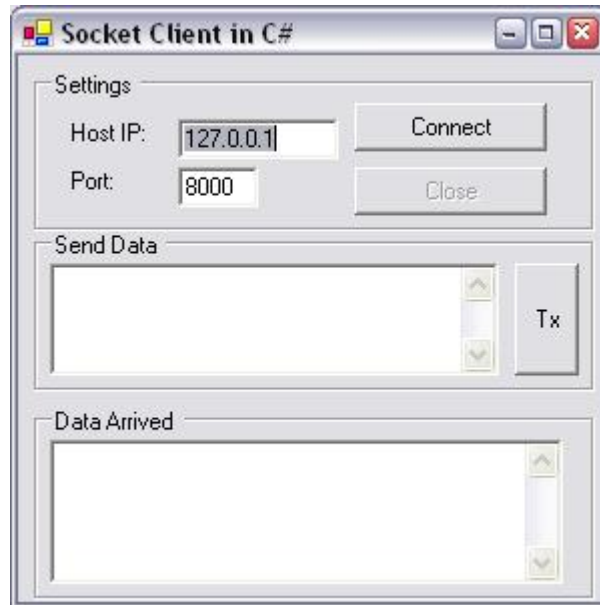 Socket Client in C#
Settings
Host IP: 127.0.0.1 Connect
Port: 8000 Close
Send Data
Tx
Data Arrived